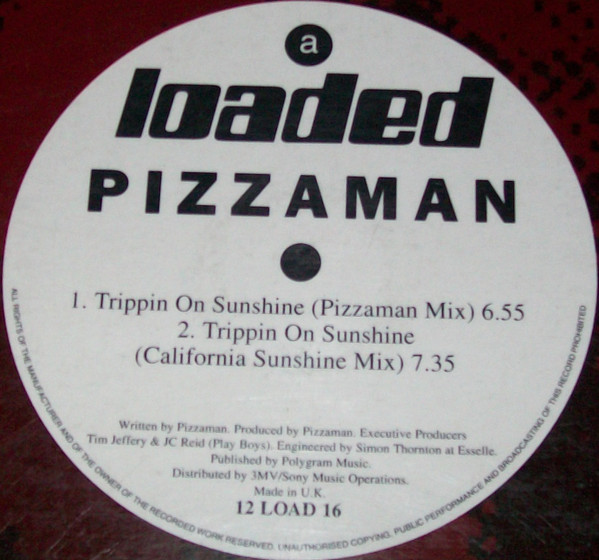 a
loaded
PIZZAMAN
1. Trippin On Sunshine (Pizzaman Mix) 6.55
2. Trippin On Sunshine
(California Sunshine Mix) 7.35
Written by Pizzaman. Produced by Pizzaman. Executive Producers
Tim Jeffery & JC Reid (Play Boys). Engineered by Simon Thornton at Esselle.
Published by Polygram Music.
Distributed by 3MV/Sony Music Operations.
Made in U.K.
12 LOAD 16
ALL RIGHTS OF THE MANUFACTURER AND OF THE OWNER OF THE RECORDED WORK RESERVED. UNAUTHORISED COPYING, PUBLIC PERFORMANCE AND BROADCASTING OF THIS RECORD PROHIBITED